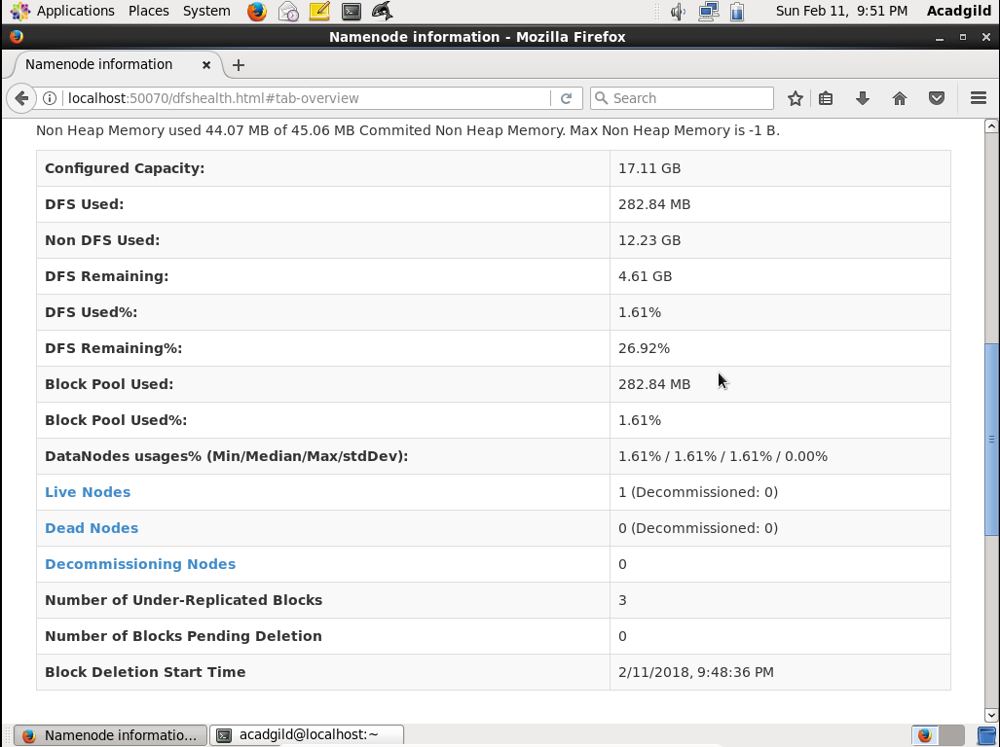 Applications Places System Sun Feb 11, 9:51 PM Acadgild
Namenode information - Mozilla Firefox
Namenode information
localhost:50070/dfshealth.html#tab-overview Search
Non Heap Memory used 44.07 MB of 45.06 MB Commited Non Heap Memory. Max Non Heap Memory is -1 B.
Configured Capacity: 17.11 GB
DFS Used: 282.84 MB
Non DFS Used: 12.23 GB
DFS Remaining: 4.61 GB
DFS Used%: 1.61%
DFS Remaining%: 26.92%
Block Pool Used: 282.84 MB
Block Pool Used%: 1.61%
DataNodes usages% (Min/Median/Max/stdDev): 1.61% / 1.61% / 1.61% / 0.00%
Live Nodes 1 (Decommissioned: 0)
Dead Nodes 0 (Decommissioned: 0)
Decommissioning Nodes 0
Number of Under-Replicated Blocks 3
Number of Blocks Pending Deletion 0
Block Deletion Start Time 2/11/2018, 9:48:36 PM
Namenode informatio... acadgild@localhost:~